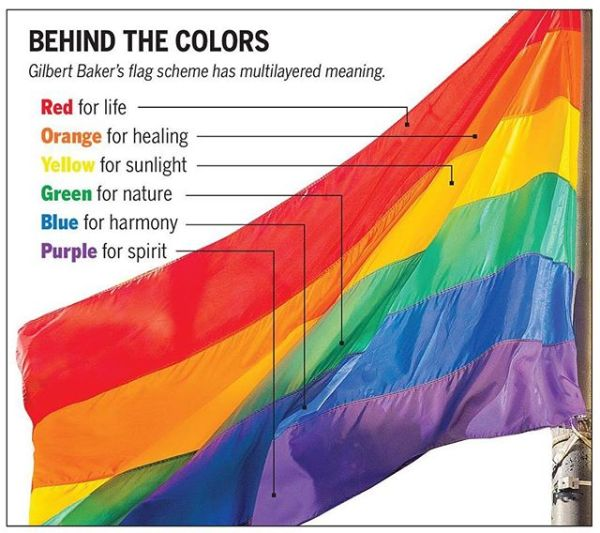 BEHIND THE COLORS
Gilbert Baker's flag scheme has multilayered meaning.
Red for life
Orange for healing
Yellow for sunlight
Green for nature
Blue for harmony
Purple for spirit